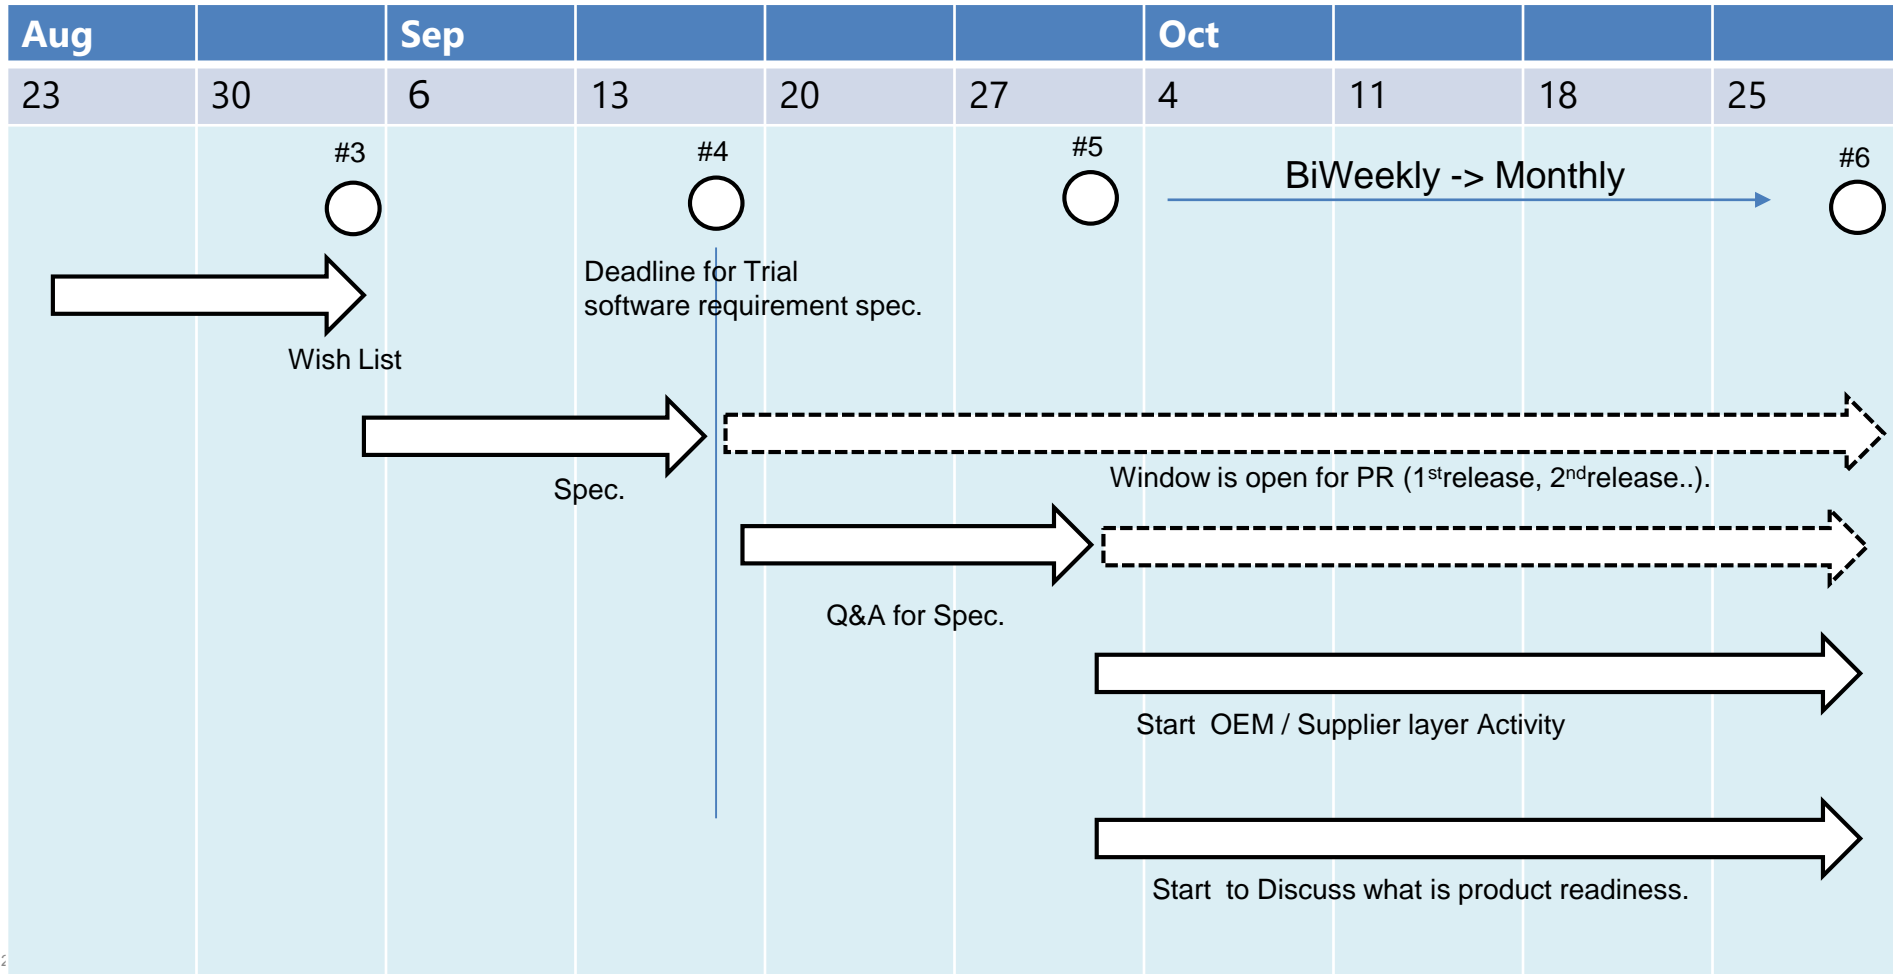 Aug Sep Oct
23 30 6 13 20 27 4 11 18 25
#3 #4 #5 #6
BiWeekly -> Monthly
Deadline for Trial
software requirement spec.
Wish List
Spec.
Window is open for PR (1strelease, 2ndrelease..).
Q&A for Spec.
Start  OEM / Supplier layer Activity
Start  to Discuss what is product readiness.